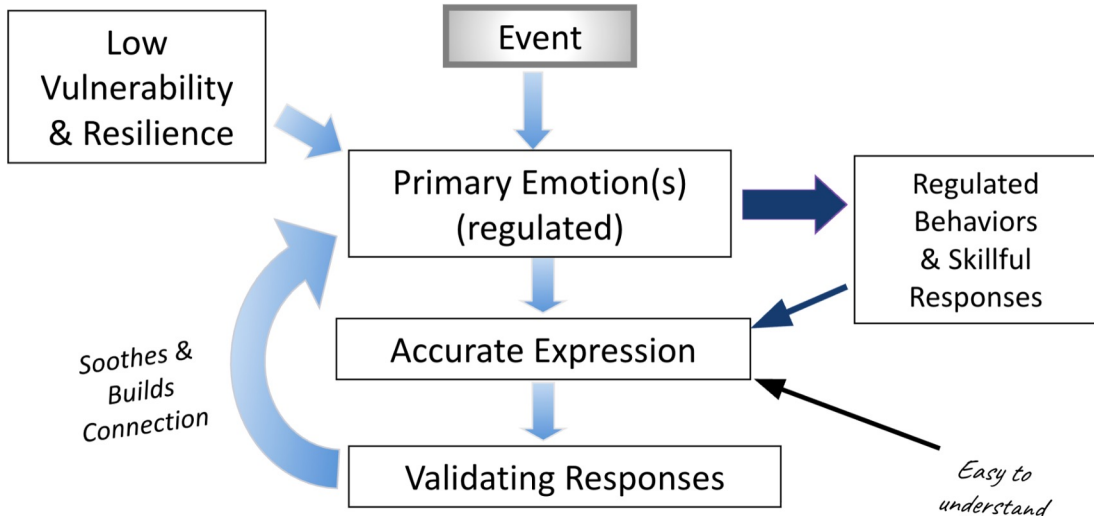 Low
Vulnerability
& Resilience
Event
Primary Emotion(s)
(regulated)
Regulated
Behaviors
& Skillful
Responses
Accurate Expression
Soothes &
Builds
Connection
Validating Responses
Easy to
understand